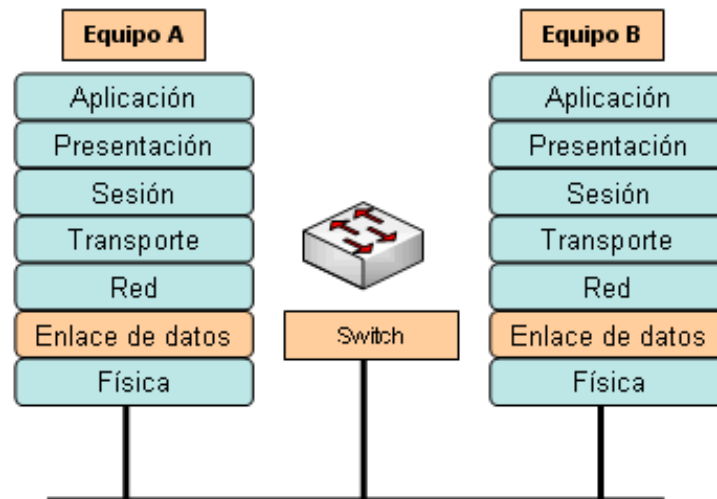 Equipo A
Equipo B
Aplicación
Presentación
Sesión
Transporte
Red
Enlace de datos
Física
Switch
Aplicación
Presentación
Sesión
Transporte
Red
Enlace de datos
Física